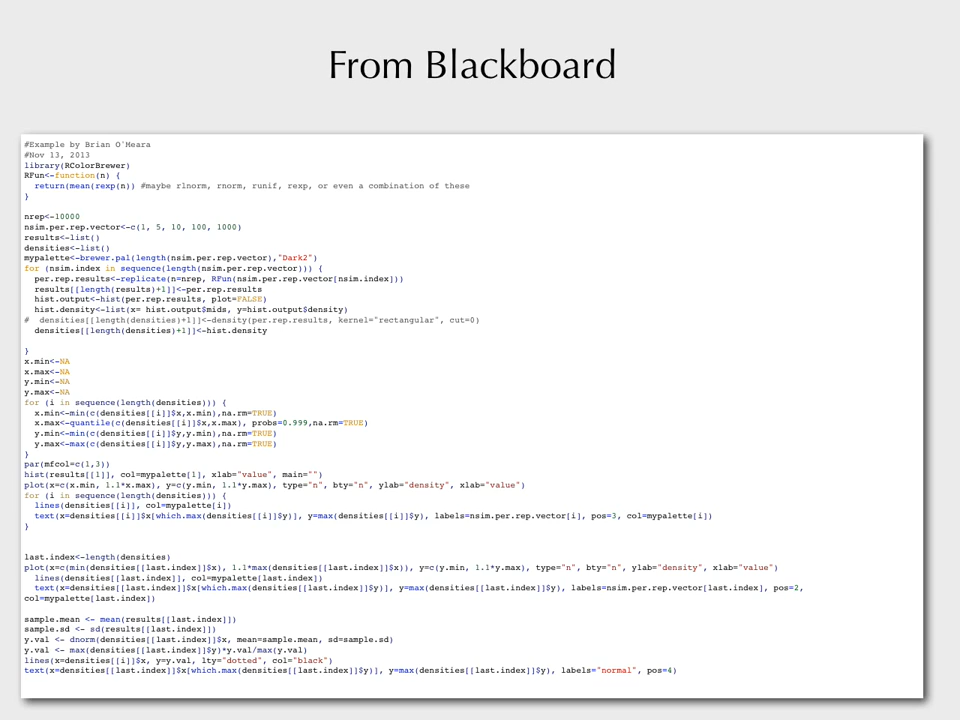 From Blackboard
#Example by Brian O'Meara
#Nov 13, 2013
library(RColorBrewer)
RFun<-function(n) {
  return(mean(rexp(n)) #maybe rlnorm, rnorm, runif, rexp, or even a combination of these
}

nrep<-10000
nsim.per.rep.vector<-c(1, 5, 10, 100, 1000)
results<-list()
densities<-list()
mypalette<-brewer.pal(length(nsim.per.rep.vector),"Dark2")
for (nsim.index in sequence(length(nsim.per.rep.vector))) {
  per.rep.results<-replicate(n=nrep, RFun(nsim.per.rep.vector[nsim.index]))
  results[[length(results)+1]]<-per.rep.results
  hist.output<-hist(per.rep.results, plot=FALSE)
  hist.density<-list(x= hist.output$mids, y=hist.output$density)
#  densities[[length(densities)+1]]<-density(per.rep.results, kernel="rectangular", cut=0)
  densities[[length(densities)+1]]<-hist.density

}
x.min<-NA
x.max<-NA
y.min<-NA
y.max<-NA
for (i in sequence(length(densities))) {
  x.min<-min(c(densities[[i]]$x,x.min),na.rm=TRUE)
  x.max<-quantile(c(densities[[i]]$x,x.max), probs=0.999,na.rm=TRUE)
  y.min<-min(c(densities[[i]]$y,y.min),na.rm=TRUE)
  y.max<-max(c(densities[[i]]$y,y.max),na.rm=TRUE)
}
par(mfcol=c(1,3))
hist(results[[1]], col=mypalette[1], xlab="value", main="")
plot(x=c(x.min, 1.1*x.max), y=c(y.min, 1.1*y.max), type="n", bty="n", ylab="density", xlab="value")
for (i in sequence(length(densities))) {
  lines(densities[[i]], col=mypalette[i])
  text(x=densities[[i]]$x[which.max(densities[[i]]$y)], y=max(densities[[i]]$y), labels=nsim.per.rep.vector[i], pos=3, col=mypalette[i])
}

last.index<-length(densities)
plot(x=c(min(densities[[last.index]]$x), 1.1*max(densities[[last.index]]$x)), y=c(y.min, 1.1*y.max), type="n", bty="n", ylab="density", xlab="value")
  lines(densities[[last.index]], col=mypalette[last.index])
  text(x=densities[[last.index]]$x[which.max(densities[[last.index]]$y)], y=max(densities[[last.index]]$y), labels=nsim.per.rep.vector[last.index], pos=2,
col=mypalette[last.index])

sample.mean <- mean(results[[last.index]])
sample.sd <- sd(results[[last.index]])
y.val <- dnorm(densities[[last.index]]$x, mean=sample.mean, sd=sample.sd)
y.val <- max(densities[[last.index]]$y)*y.val/max(y.val)
lines(x=densities[[i]]$x, y=y.val, lty="dotted", col="black")
text(x=densities[[last.index]]$x[which.max(densities[[last.index]]$y)], y=max(densities[[last.index]]$y), labels="normal", pos=4)